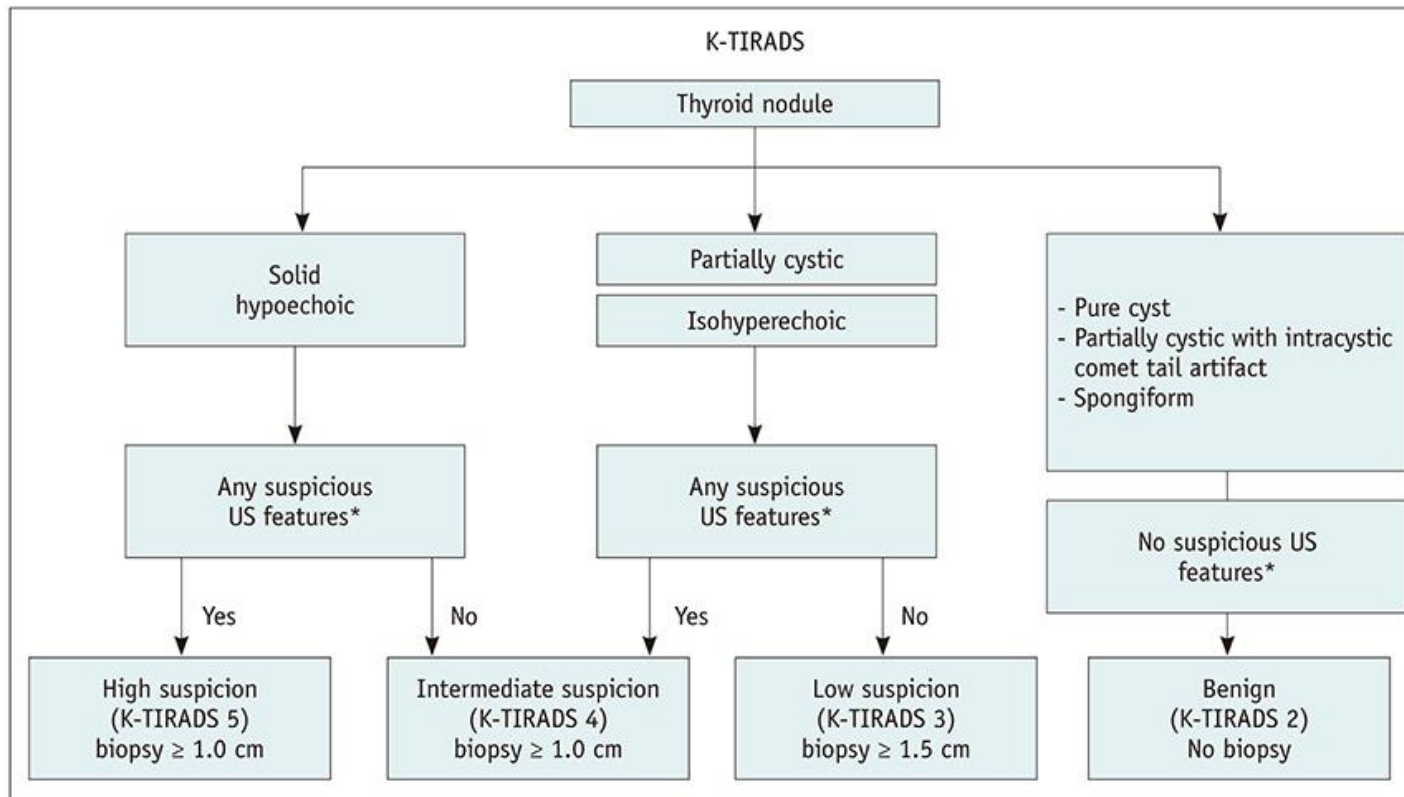 K-TIRADS
Thyroid nodule
Solid
hypoechoic
Partially cystic
Isohyperechoic
- Pure cyst
- Partially cystic with intracystic
comet tail artifact
- Spongiform
Any suspicious
US features*
Any suspicious
US features*
No suspicious US
features*
Yes
No
Yes
No
High suspicion
(K-TIRADS 5)
biopsy ≥ 1.0 cm
Intermediate suspicion
(K-TIRADS 4)
biopsy ≥ 1.0 cm
Low suspicion
(K-TIRADS 3)
biopsy ≥ 1.5 cm
Benign
(K-TIRADS 2)
No biopsy